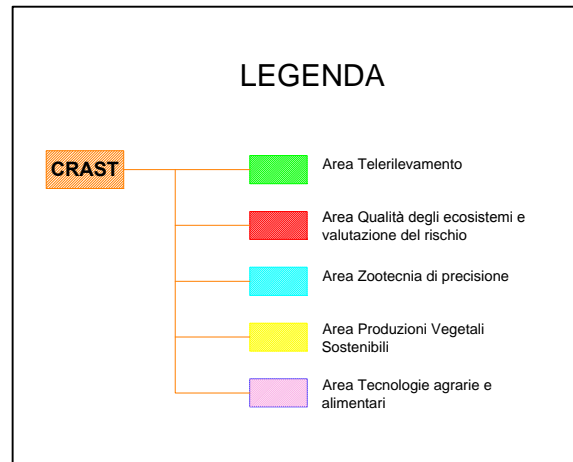 LEGENDA
CRAST
Area Telerilevamento
Area Qualità degli ecosistemi e
valutazione del rischio
Area Zootecnia di precisione
Area Produzioni Vegetali
Sostenibili
Area Tecnologie agrarie e
alimentari